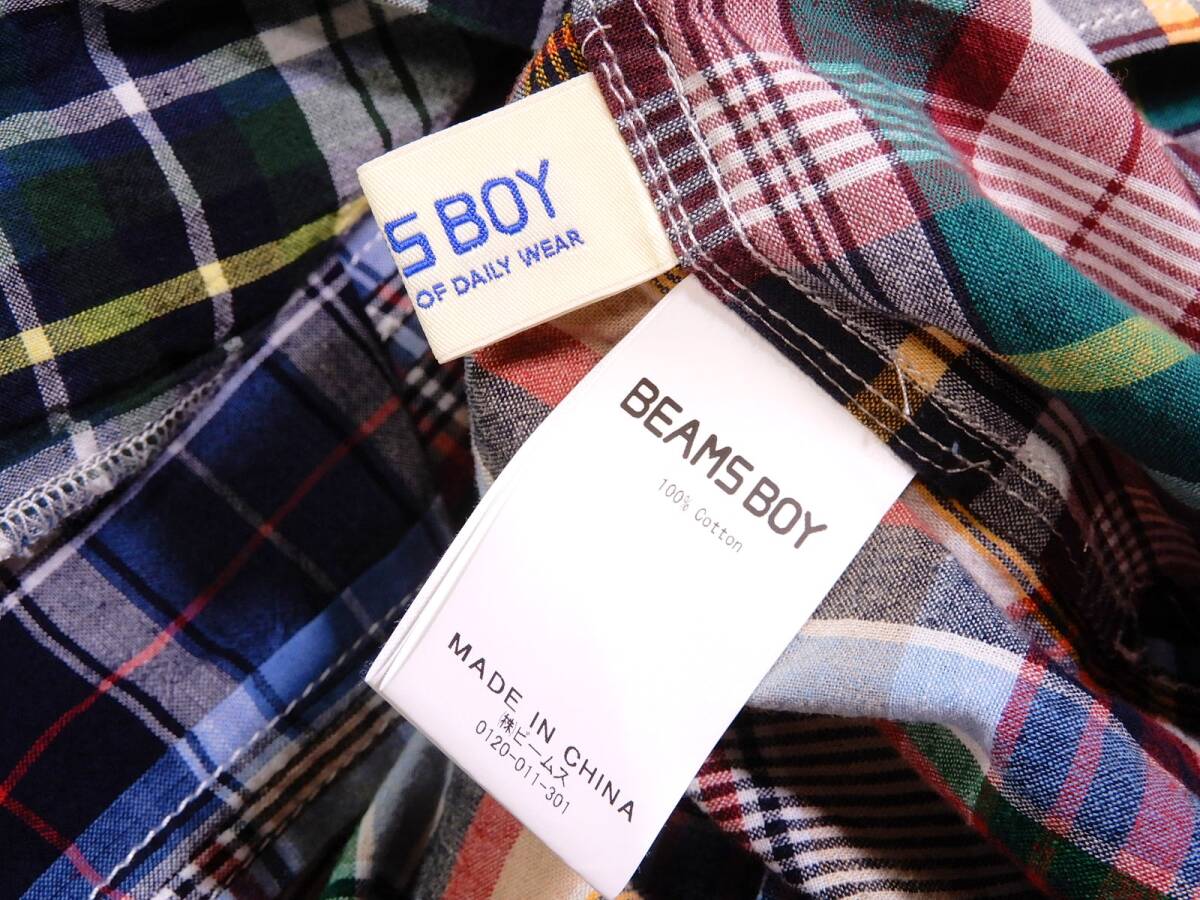 S BOY
OF DAILY WEAR
BEAMS BOY
100% Cotton
MADE IN CHINA
㈱ビームス
0120-011-301